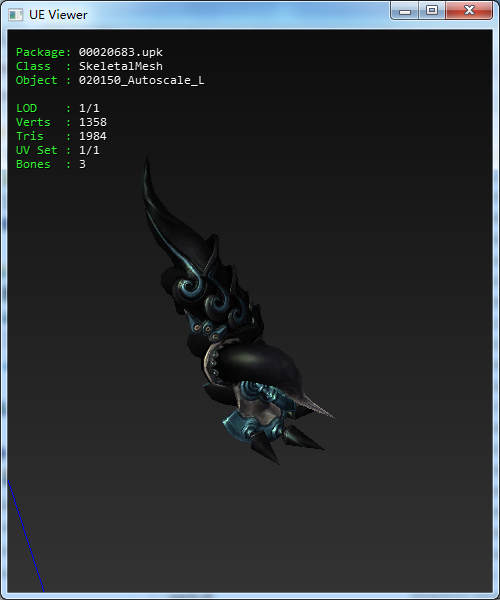 UE Viewer
Package: 00020683.upk
Class : SkeletalMesh
Object : 020150_Autoscale_L
LOD : 1/1
Verts : 1358
Tris : 1984
UV Set : 1/1
Bones : 3